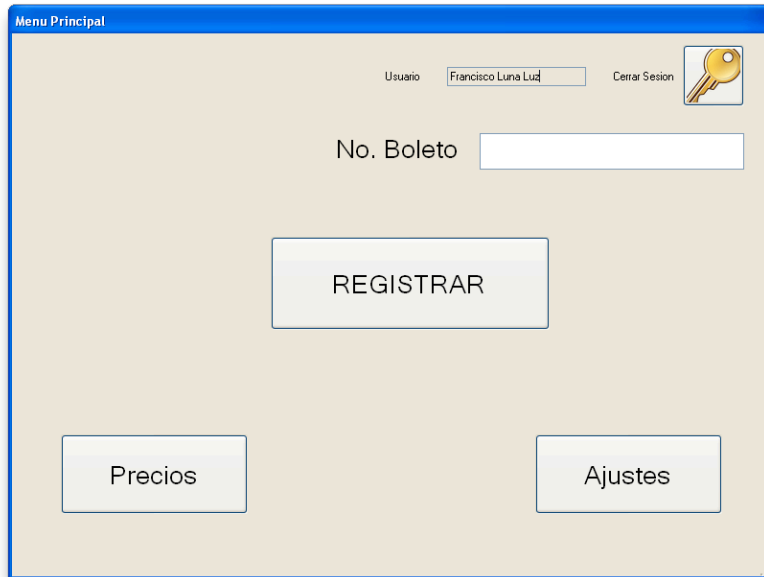 Menu Principal
Usuario Francisco Luna Luz Cerrar Sesion
No. Boleto
REGISTRAR
Precios Ajustes